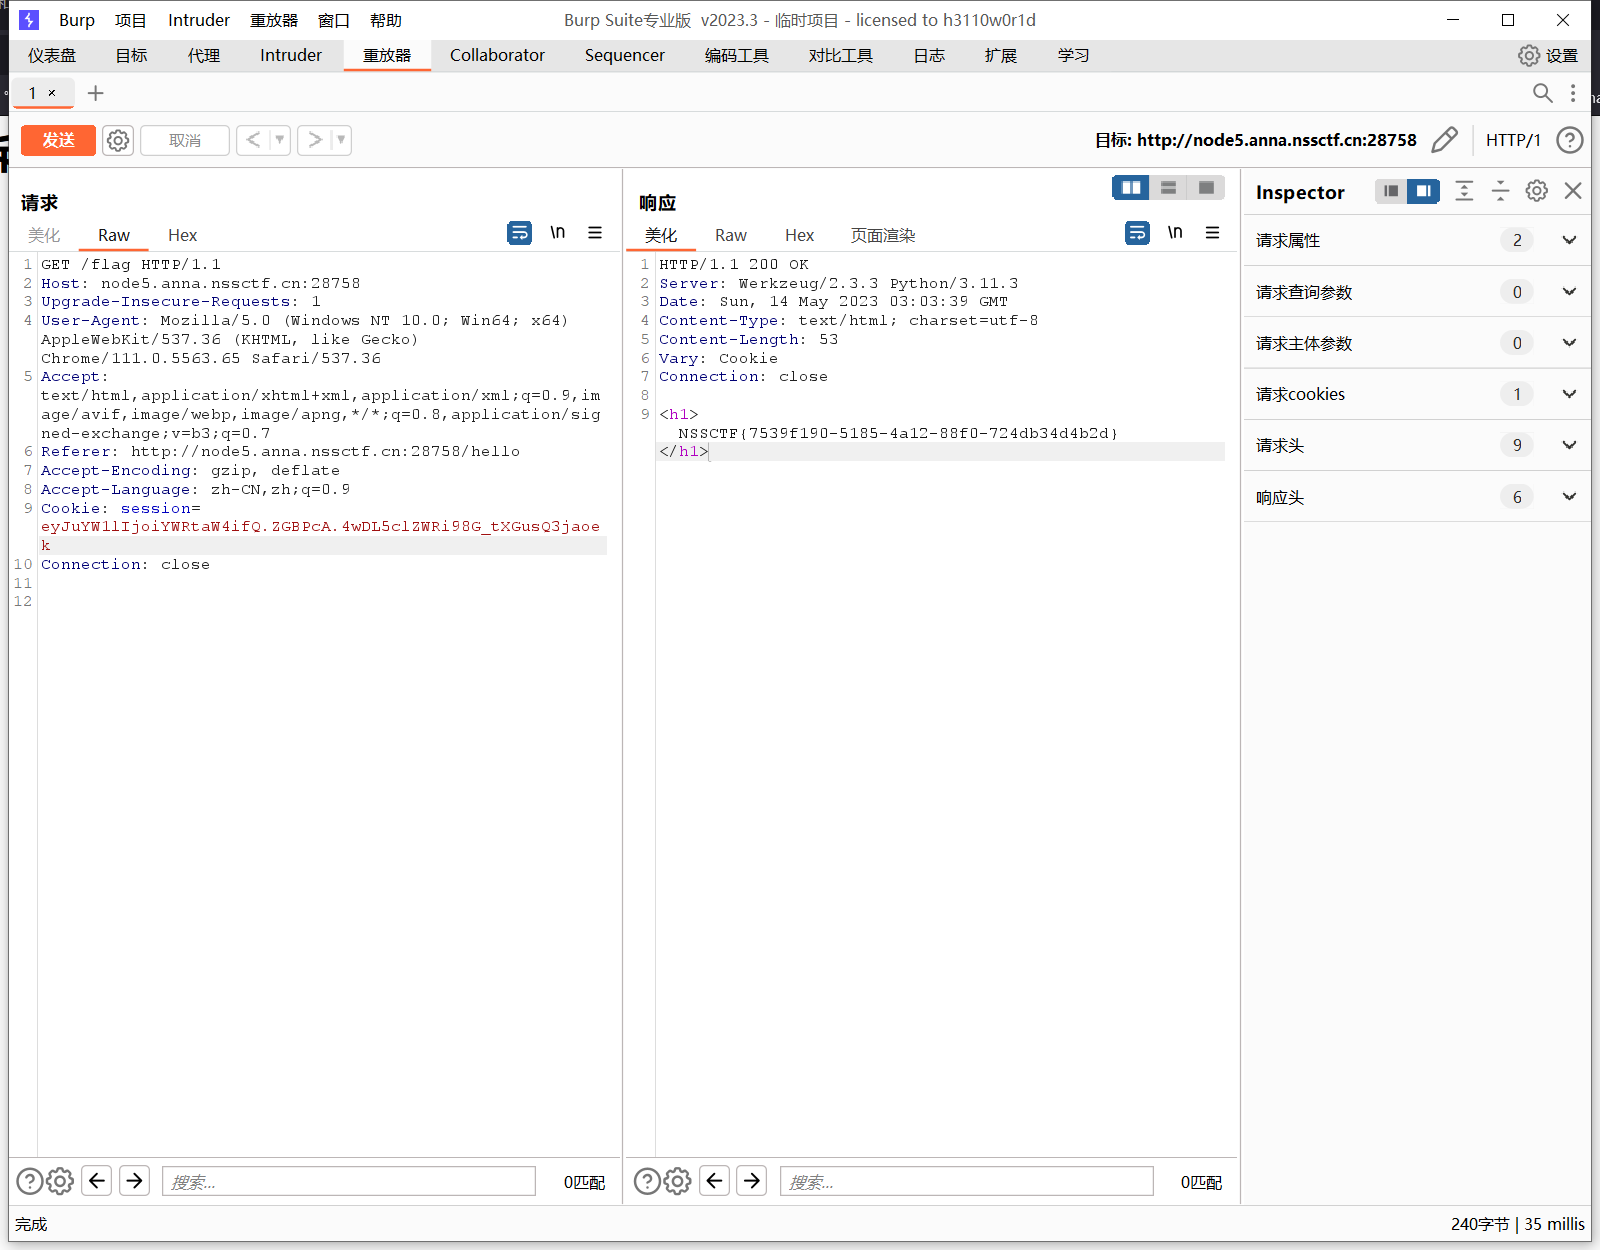 Burp 项目 Intruder 重放器 窗口 帮助 Burp Suite专业版 v2023.3 - 临时项目 - licensed to h3110w0r1d
仪表盘 目标 代理 Intruder 重放器 Collaborator Sequencer 编码工具 对比工具 日志 扩展 学习 设置
1 × +
发送 取消 < > 目标: http://node5.anna.nssctf.cn:28758 HTTP/1
请求
美化 Raw Hex \n
1 GET /flag HTTP/1.1
2 Host: node5.anna.nssctf.cn:28758
3 Upgrade-Insecure-Requests: 1
4 User-Agent: Mozilla/5.0 (Windows NT 10.0; Win64; x64)
AppleWebKit/537.36 (KHTML, like Gecko)
Chrome/111.0.5563.65 Safari/537.36
5 Accept:
text/html,application/xhtml+xml,application/xml;q=0.9,im
age/avif,image/webp,image/apng,*/*;q=0.8,application/sig
ned-exchange;v=b3;q=0.7
6 Referer: http://node5.anna.nssctf.cn:28758/hello
7 Accept-Encoding: gzip, deflate
8 Accept-Language: zh-CN,zh;q=0.9
9 Cookie: session=
eyJuYW1lIjoiYWRtaW4ifQ.ZGBPcA.4wDL5clZWRi98G_tXGusQ3jaoe
k
10 Connection: close
11
12
搜索... 0匹配
响应
美化 Raw Hex 页面渲染 \n
1 HTTP/1.1 200 OK
2 Server: Werkzeug/2.3.3 Python/3.11.3
3 Date: Sun, 14 May 2023 03:03:39 GMT
4 Content-Type: text/html; charset=utf-8
5 Content-Length: 53
6 Vary: Cookie
7 Connection: close
8
9 <h1>
NSSCTF{7539f190-5185-4a12-88f0-724db34d4b2d}
</h1>
搜索... 0匹配
Inspector
请求属性 2
请求查询参数 0
请求主体参数 0
请求cookies 1
请求头 9
响应头 6
完成 240字节 | 35 millis